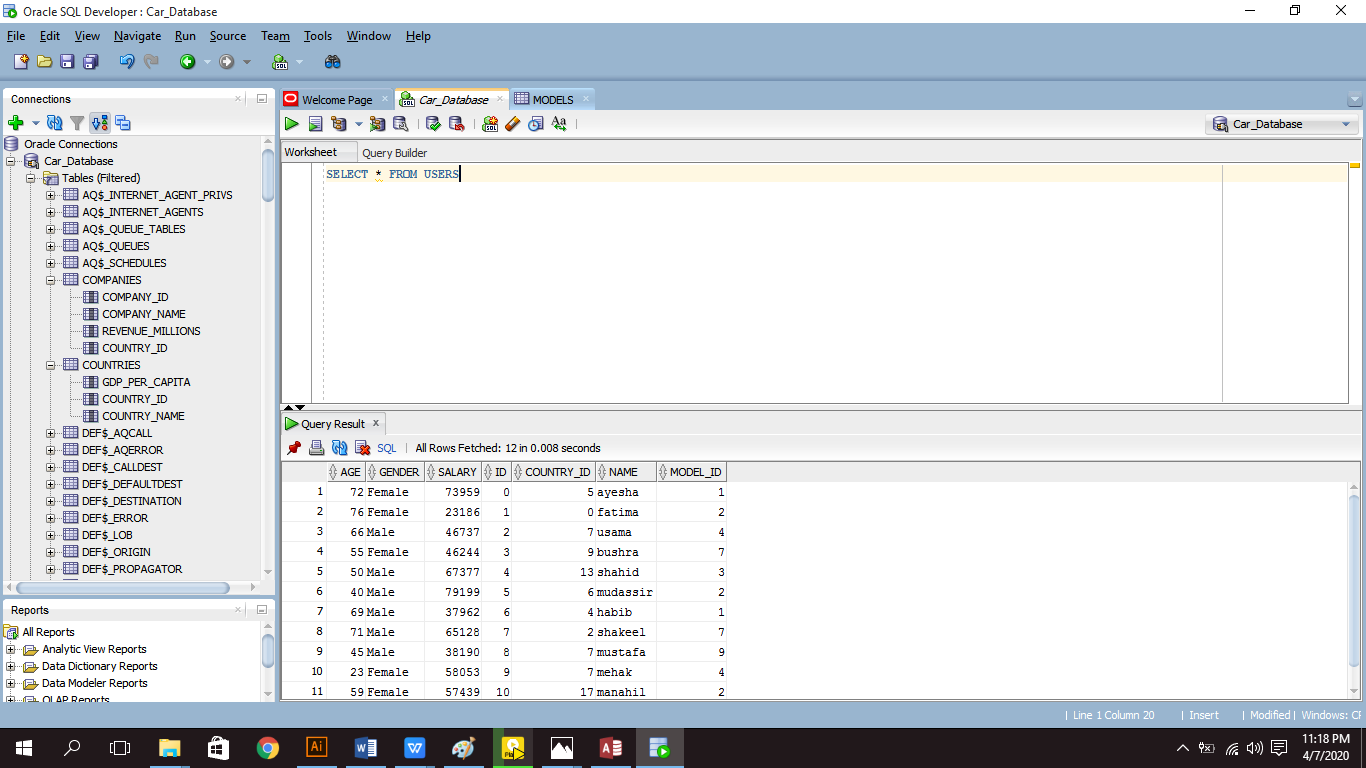 Oracle SQL Developer : Car_Database
File Edit View Navigate Run Source Team Tools Window Help
Connections
Oracle Connections
Car_Database
Tables (Filtered)
AQ$_INTERNET_AGENT_PRIVS
AQ$_INTERNET_AGENTS
AQ$_QUEUE_TABLES
AQ$_QUEUES
AQ$_SCHEDULES
COMPANIES
COMPANY_ID
COMPANY_NAME
REVENUE_MILLIONS
COUNTRY_ID
COUNTRIES
GDP_PER_CAPITA
COUNTRY_ID
COUNTRY_NAME
DEF$_AQCALL
DEF$_AQERROR
DEF$_CALLDEST
DEF$_DEFAULTDEST
DEF$_DESTINATION
DEF$_ERROR
DEF$_LOB
DEF$_ORIGIN
DEF$_PROPAGATOR
Reports
All Reports
Analytic View Reports
Data Dictionary Reports
Data Modeler Reports
OLAP Reports
Welcome Page Car_Database MODELS
Car_Database
Worksheet Query Builder
SELECT * FROM USERS
Query Result
SQL | All Rows Fetched: 12 in 0.008 seconds
AGE GENDER SALARY ID COUNTRY_ID NAME MODEL_ID
1 72 Female 73959 0 5 ayesha 1
2 76 Female 23186 1 0 fatima 2
3 66 Male 46737 2 7 usama 4
4 55 Female 46244 3 9 bushra 7
5 50 Male 67377 4 13 shahid 3
6 40 Male 79199 5 6 mudassir 2
7 69 Male 37962 6 4 habib 1
8 71 Male 65128 7 2 shakeel 7
9 45 Male 38190 8 7 mustafa 9
10 23 Female 58053 9 7 mehak 4
11 59 Female 57439 10 17 manahil 2
| Line 1 Column 20 | Insert | Modified | Windows: CF
11:18 PM
4/7/2020